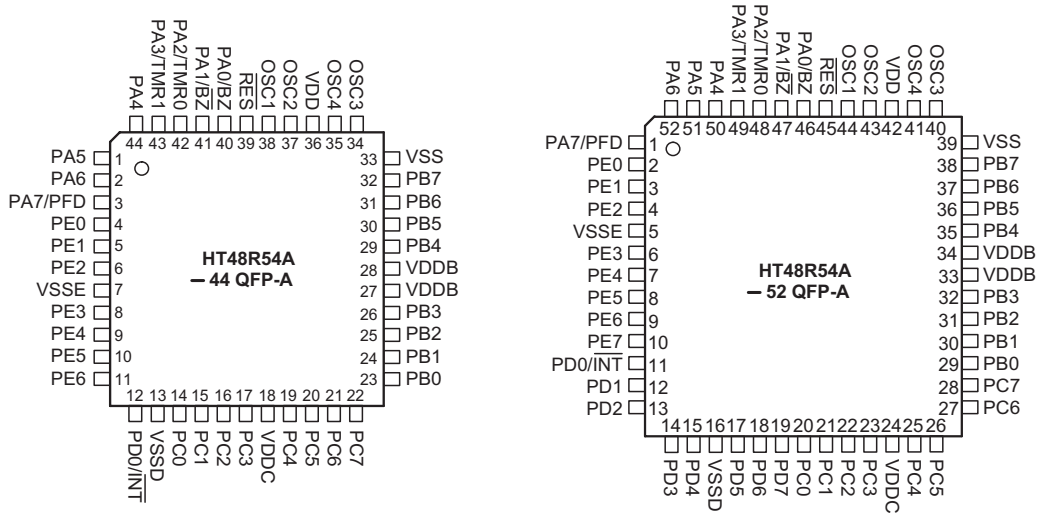 PA4
PA3/TMR1
PA2/TMR0
PA1/BZ
PA0/BZ
RES
OSC1
OSC2
VDD
OSC4
OSC3
44 43 42 41 40 39 38 37 36 35 34
PA5 1
PA6 2
PA7/PFD 3
PE0 4
PE1 5
PE2 6
VSSE 7
PE3 8
PE4 9
PE5 10
PE6 11
HT48R54A
– 44 QFP-A
33 VSS
32 PB7
31 PB6
30 PB5
29 PB4
28 VDDB
27 VDDB
26 PB3
25 PB2
24 PB1
23 PB0
12 13 14 15 16 17 18 19 20 21 22
PD0/INT
VSSD
PC0
PC1
PC2
PC3
VDDC
PC4
PC5
PC6
PC7
PA6
PA5
PA4
PA3/TMR1
PA2/TMR0
PA1/BZ
PA0/BZ
RES
OSC1
OSC2
VDD
OSC4
OSC3
52 51 50 49 48 47 46 45 44 43 42 41 40
PA7/PFD 1
PE0 2
PE1 3
PE2 4
VSSE 5
PE3 6
PE4 7
PE5 8
PE6 9
PE7 10
PD0/INT 11
PD1 12
PD2 13
HT48R54A
– 52 QFP-A
39 VSS
38 PB7
37 PB6
36 PB5
35 PB4
34 VDDB
33 VDDB
32 PB3
31 PB2
30 PB1
29 PB0
28 PC7
27 PC6
14 15 16 17 18 19 20 21 22 23 24 25 26
PD3
PD4
VSSD
PD5
PD6
PD7
PC0
PC1
PC2
PC3
VDDC
PC4
PC5